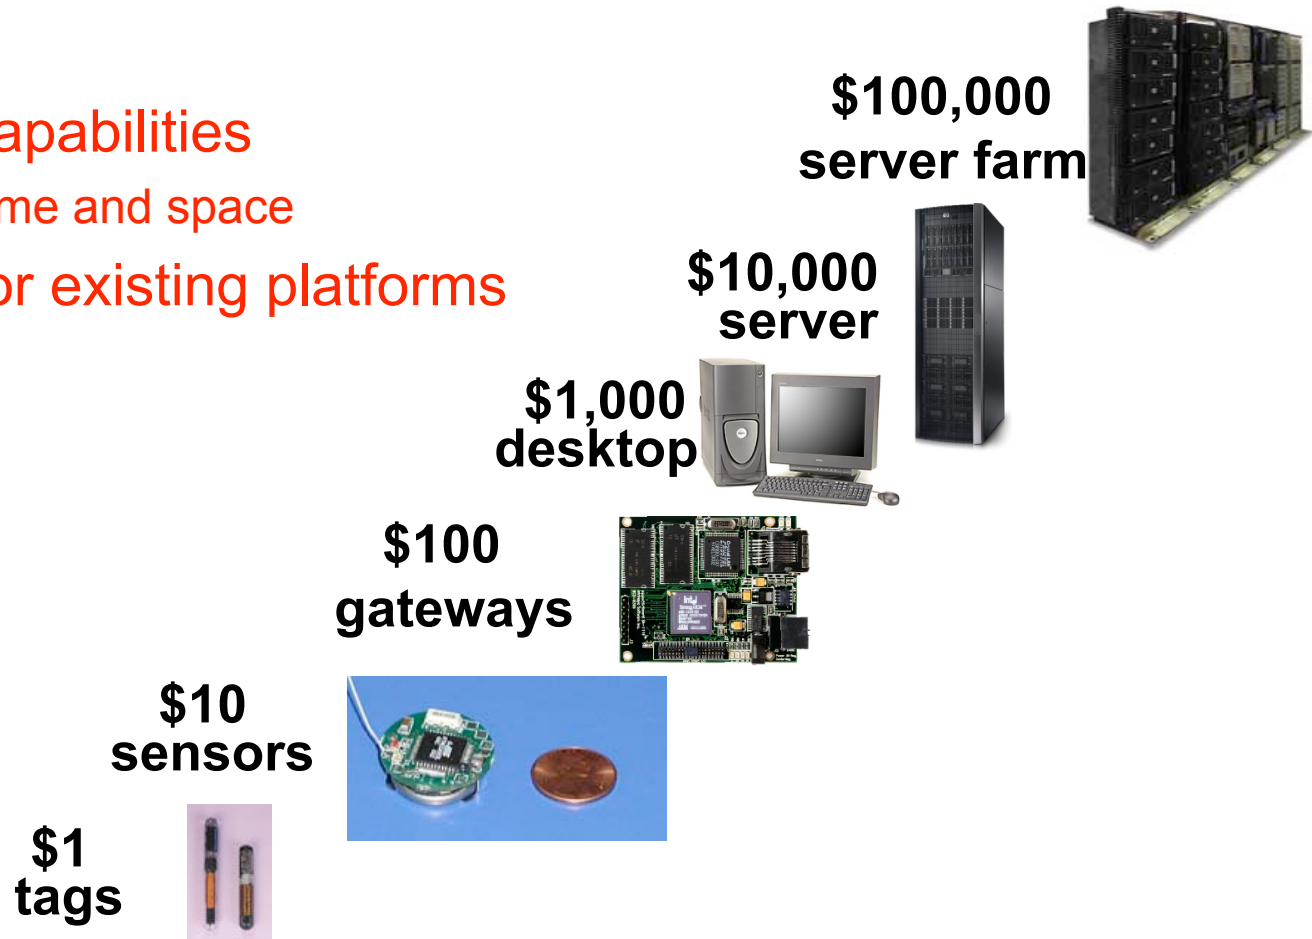 $100,000
server farm
apabilities
me and space
or existing platforms
$10,000
server
$1,000
desktop
$100
gateways
intel
$10
sensors
$1
tags